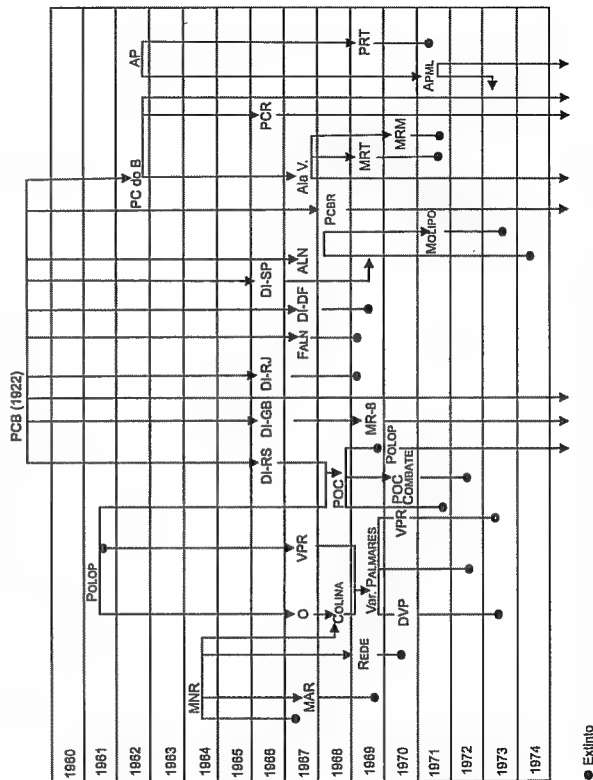 PCB (1922)
1960
1961
1962
1963
1964
1965
1966
1967
1968
1969
1970
1971
1972
1973
1974
POLOP
PC do B
AP
MNR
DI-RS
DI-GB
DI-RJ
DI-SP
PCR
MAR
O
VPR
FALN
DI-DF
ALN
Ala V.
COLINA
POC
PCBR
REDE
Var. PALMARES
MR-8
MRT
PRT
DVP
VPR
POC
COMBATE
POLOP
MOLIPO
MRM
APML
Extinto